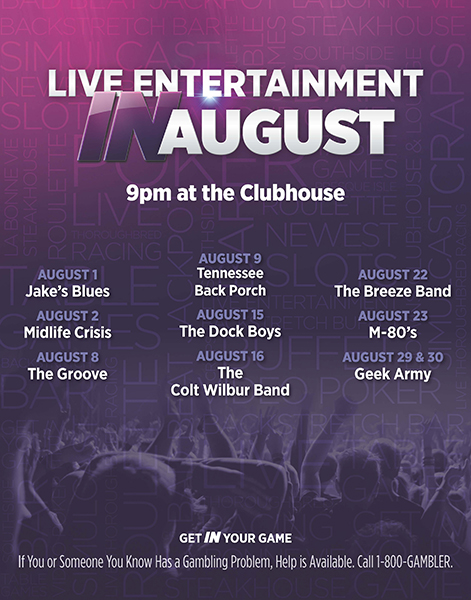 LIVE ENTERTAINMENT
IN AUGUST
9pm at the Clubhouse
AUGUST 1
Jake's Blues
AUGUST 2
Midlife Crisis
AUGUST 8
The Groove
AUGUST 9
Tennessee
Back Porch
AUGUST 15
The Dock Boys
AUGUST 16
The
Colt Wilbur Band
AUGUST 22
The Breeze Band
AUGUST 23
M-80's
AUGUST 29 & 30
Geek Army
GET IN YOUR GAME
If You or Someone You Know Has a Gambling Problem, Help is Available. Call 1-800-GAMBLER.